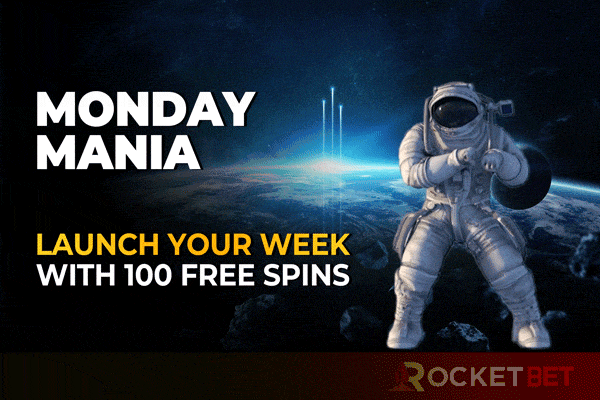 MONDAY
MANIA
LAUNCH YOUR WEEK
WITH 100 FREE SPINS
ROCKETBET